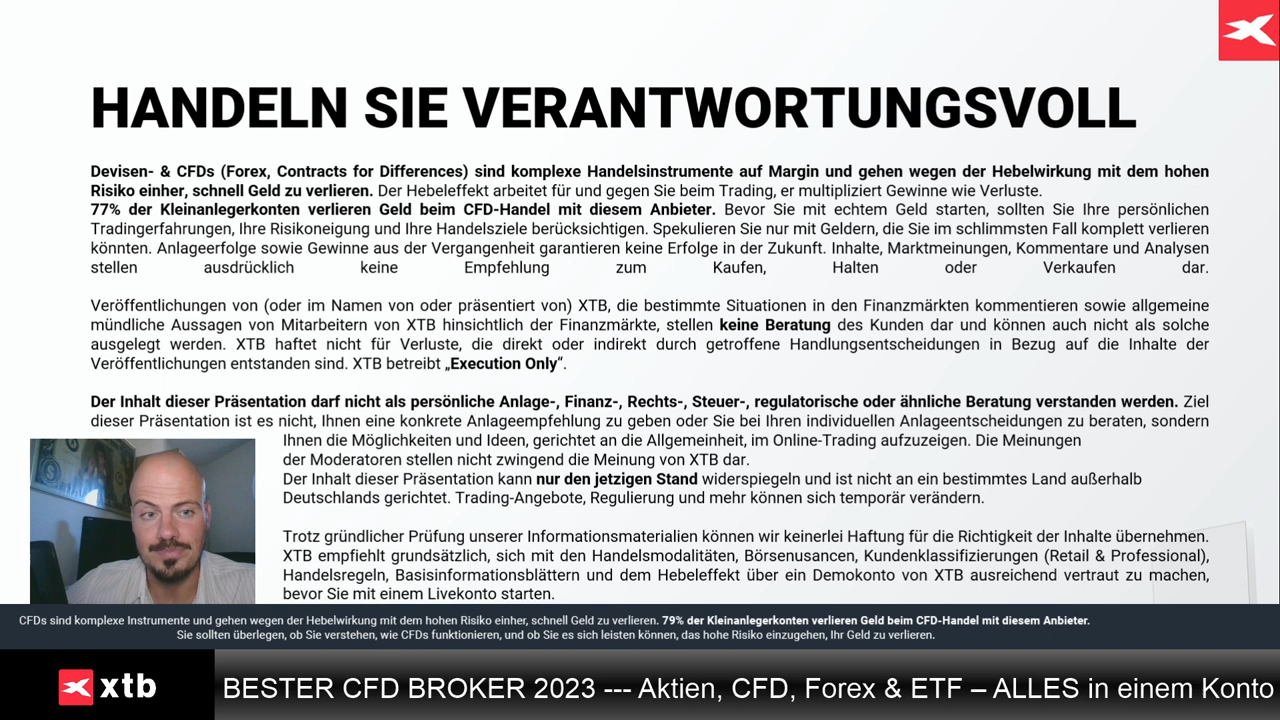 HANDELN SIE VERANTWORTUNGSVOLL
Devisen- & CFDs (Forex, Contracts for Differences) sind komplexe Handelsinstrumente auf Margin und gehen wegen der Hebelwirkung mit dem hohen
Risiko einher, schnell Geld zu verlieren. Der Hebeleffekt arbeitet für und gegen Sie beim Trading, er multipliziert Gewinne wie Verluste.
77% der Kleinanlegerkonten verlieren Geld beim CFD-Handel mit diesem Anbieter. Bevor Sie mit echtem Geld starten, sollten Sie Ihre persönlichen
Tradingerfahrungen, Ihre Risikoneigung und Ihre Handelsziele berücksichtigen. Spekulieren Sie nur mit Geldern, die Sie im schlimmsten Fall komplett verlieren
könnten. Anlageerfolge sowie Gewinne aus der Vergangenheit garantieren keine Erfolge in der Zukunft. Inhalte, Marktmeinungen, Kommentare und Analysen
stellen ausdrücklich keine Empfehlung zum Kaufen, Halten oder Verkaufen dar.
Veröffentlichungen von (oder im Namen von oder präsentiert von) XTB, die bestimmte Situationen in den Finanzmärkten kommentieren sowie allgemeine
mündliche Aussagen von Mitarbeitern von XTB hinsichtlich der Finanzmärkte, stellen keine Beratung des Kunden dar und können auch nicht als solche
ausgelegt werden. XTB haftet nicht für Verluste, die direkt oder indirekt durch getroffene Handlungsentscheidungen in Bezug auf die Inhalte der
Veröffentlichungen entstanden sind. XTB betreibt „Execution Only“.
Der Inhalt dieser Präsentation darf nicht als persönliche Anlage-, Finanz-, Rechts-, Steuer-, regulatorische oder ähnliche Beratung verstanden werden. Ziel
dieser Präsentation ist es nicht, Ihnen eine konkrete Anlageempfehlung zu geben oder Sie bei Ihren individuellen Anlageentscheidungen zu beraten, sondern
Ihnen die Möglichkeiten und Ideen, gerichtet an die Allgemeinheit, im Online-Trading aufzuzeigen. Die Meinungen
der Moderatoren stellen nicht zwingend die Meinung von XTB dar.
Der Inhalt dieser Präsentation kann nur den jetzigen Stand widerspiegeln und ist nicht an ein bestimmtes Land außerhalb
Deutschlands gerichtet. Trading-Angebote, Regulierung und mehr können sich temporär verändern.
Trotz gründlicher Prüfung unserer Informationsmaterialien können wir keinerlei Haftung für die Richtigkeit der Inhalte übernehmen.
XTB empfiehlt grundsätzlich, sich mit den Handelsmodalitäten, Börsenusancen, Kundenklassifizierungen (Retail & Professional),
Handelsregeln, Basisinformationsblättern und dem Hebeleffekt über ein Demokonto von XTB ausreichend vertraut zu machen,
bevor Sie mit einem Livekonto starten.
CFDs sind komplexe Instrumente und gehen wegen der Hebelwirkung mit dem hohen Risiko einher, schnell Geld zu verlieren. 79% der Kleinanlegerkonten verlieren Geld beim CFD-Handel mit diesem Anbieter.
Sie sollten überlegen, ob Sie verstehen, wie CFDs funktionieren, und ob Sie es sich leisten können, das hohe Risiko einzugehen, Ihr Geld zu verlieren.
xtb
BESTER CFD BROKER 2023 --- Aktien, CFD, Forex & ETF – ALLES in einem Konto